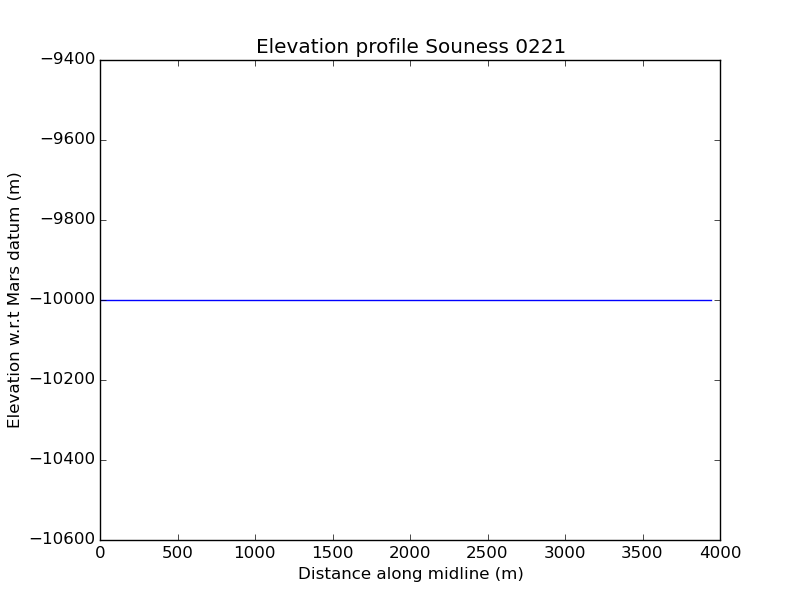 Elevation profile Souness 0221
Elevation w.r.t Mars datum (m)
−9400
−9600
−9800
−10000
−10200
−10400
−10600
0 500 1000 1500 2000 2500 3000 3500 4000
Distance along midline (m)